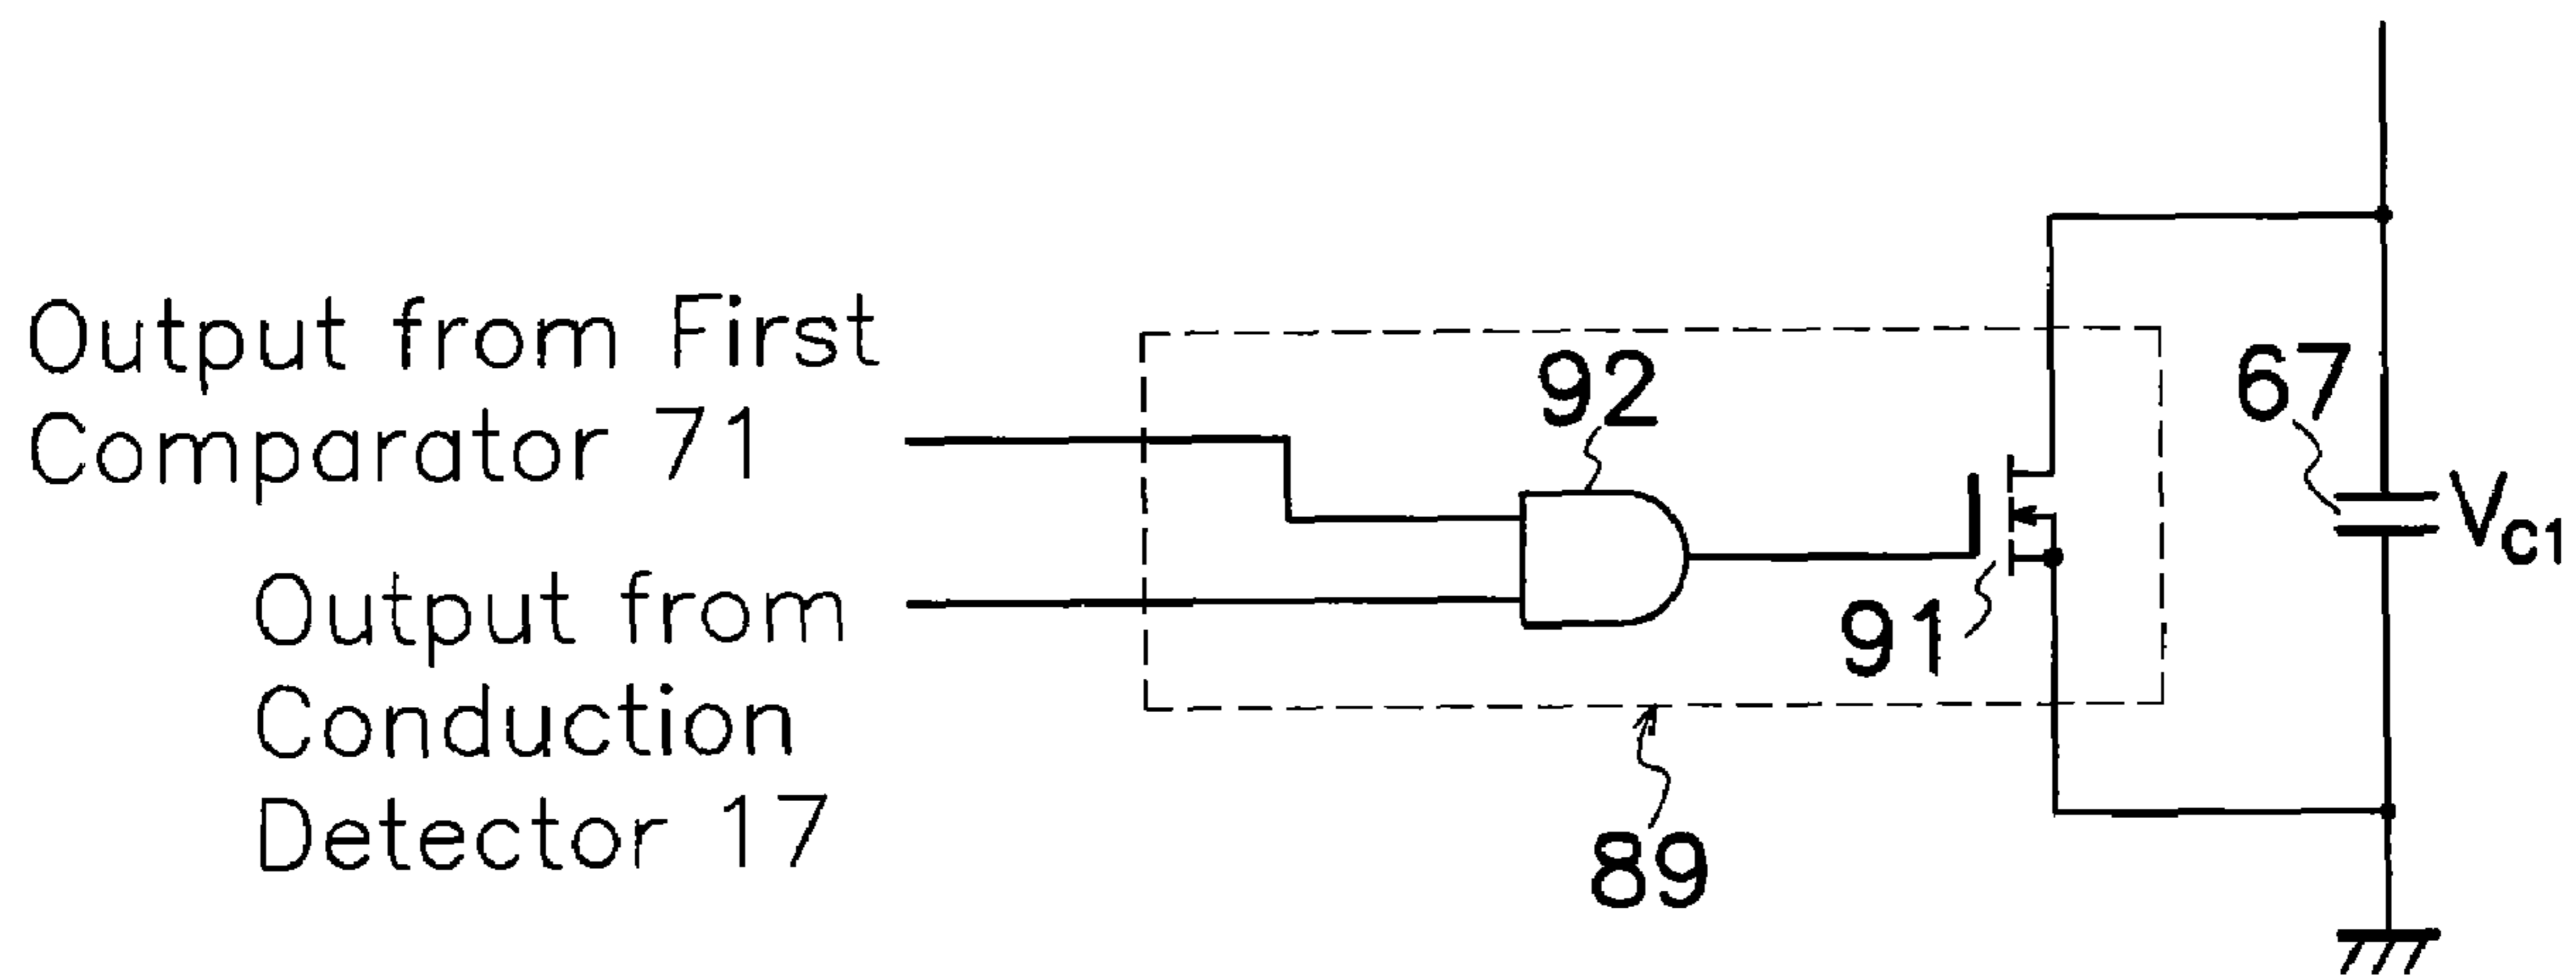 Output from First
Comparator 71
Output from
Conduction
Detector 17
92
91
89
67
VC1